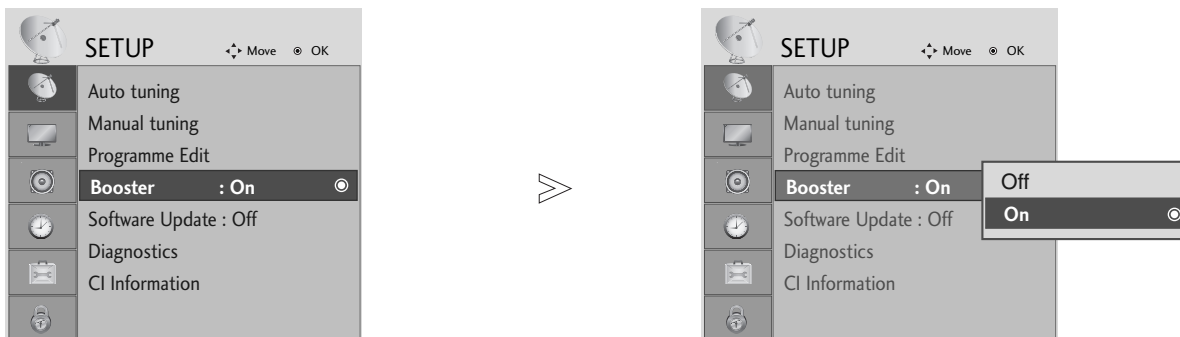 SETUP Move OK
Auto tuning
Manual tuning
Programme Edit
Booster : On
Software Update : Off
Diagnostics
CI Information
SETUP Move OK
Auto tuning
Manual tuning
Programme Edit
Booster : On
Software Update : Off
Diagnostics
CI Information
Off
On